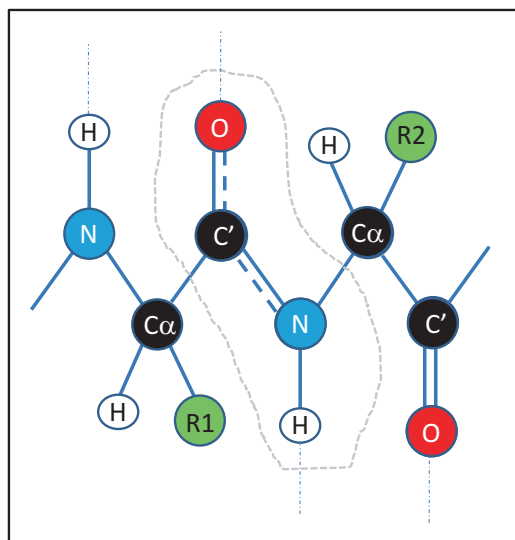 H O H R2
N C’ Cα
Cα N C’
H R1 H O